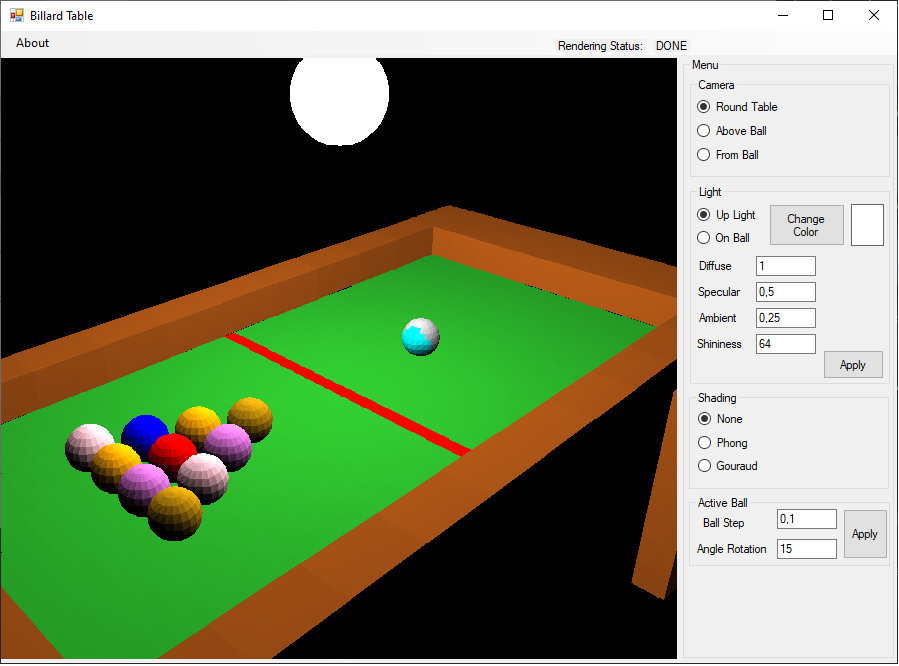 Billard Table
About
Rendering Status: DONE
Menu
Camera
Round Table
Above Ball
From Ball
Light
Up Light
On Ball
Change
Color
Diffuse 1
Specular 0,5
Ambient 0,25
Shininess 64
Apply
Shading
None
Phong
Gouraud
Active Ball
Ball Step 0,1
Angle Rotation 15
Apply